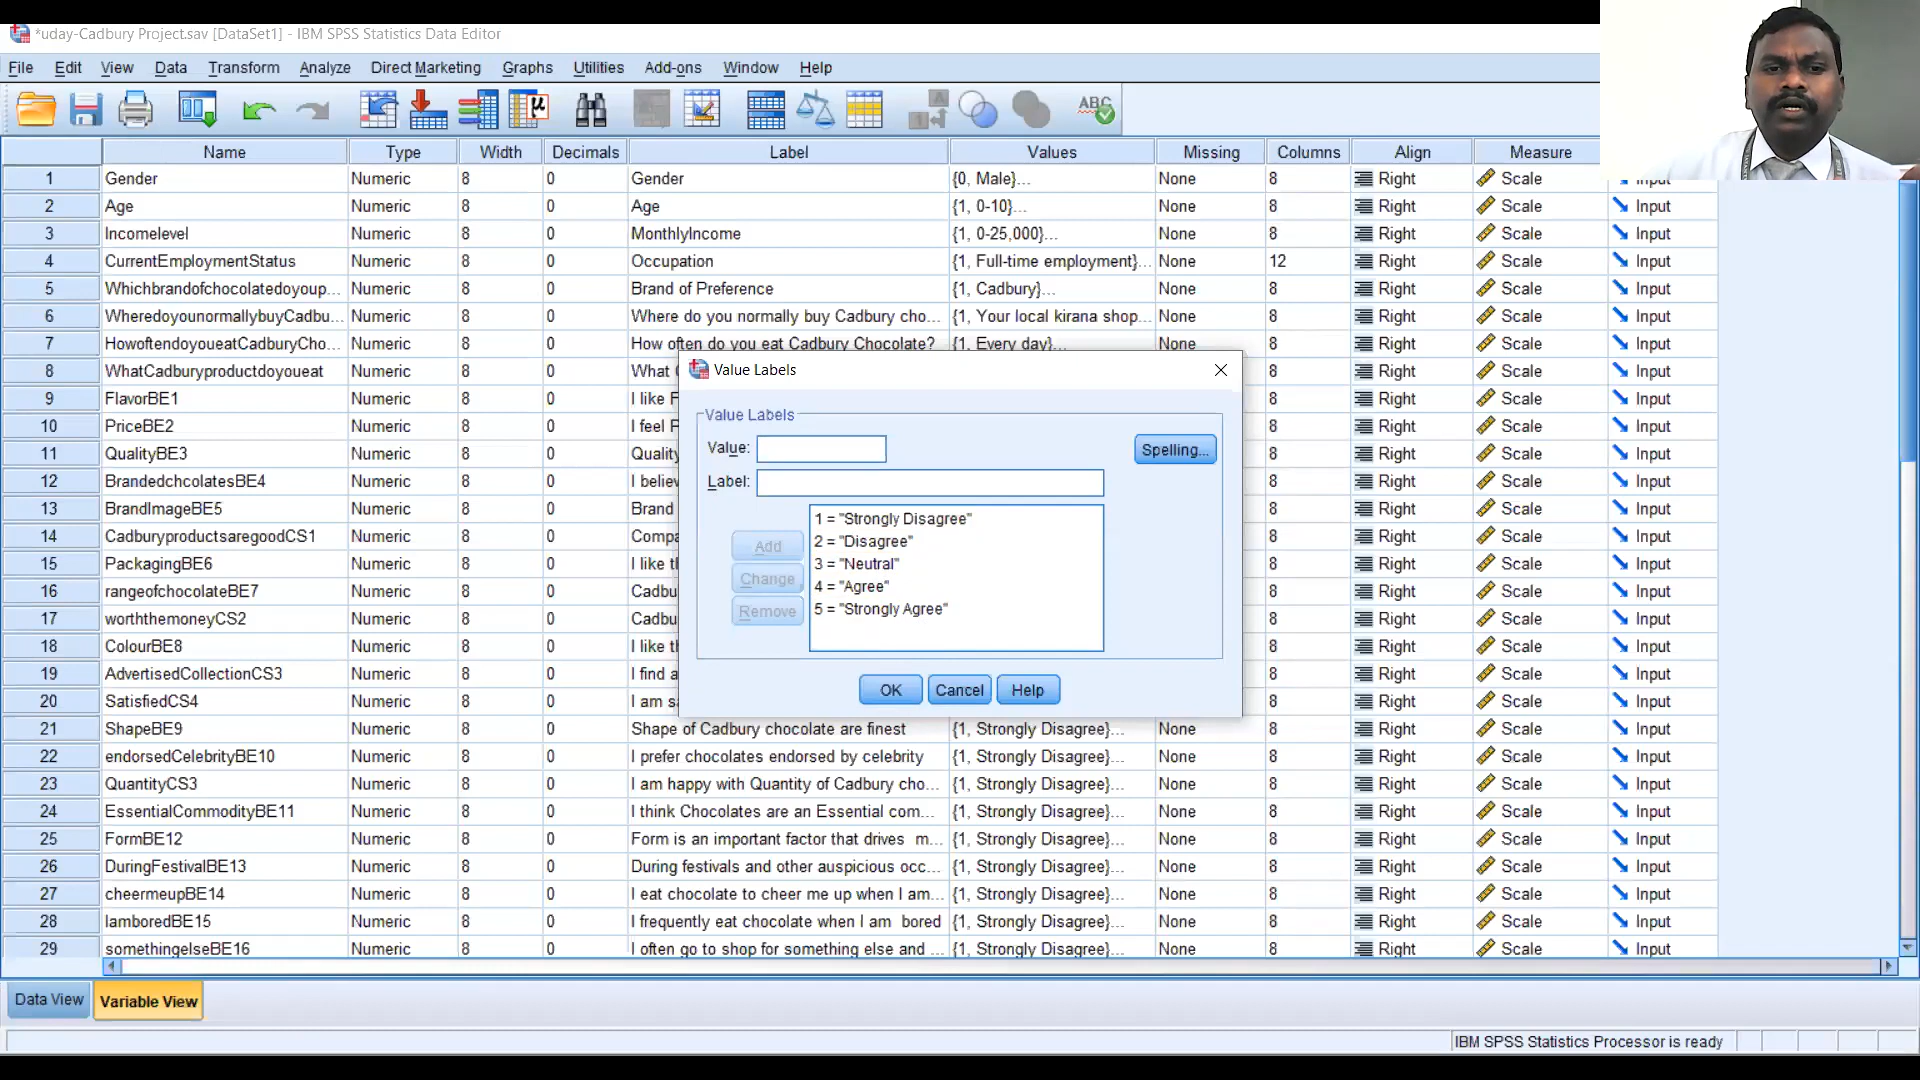 *uday-Cadbury Project.sav [DataSet1] - IBM SPSS Statistics Data Editor
File Edit View Data Transform Analyze Direct Marketing Graphs Utilities Add-ons Window Help
Name Type Width Decimals Label Values Missing Columns Align Measure
1 Gender Numeric 8 0 Gender {0, Male}... None 8 Right Scale Input
2 Age Numeric 8 0 Age {1, 0-10}... None 8 Right Scale Input
3 Incomelevel Numeric 8 0 MonthlyIncome {1, 0-25,000}... None 8 Right Scale Input
4 CurrentEmploymentStatus Numeric 8 0 Occupation {1, Full-time employment}... None 12 Right Scale Input
5 Whichbrandofchocolatedoyoup... Numeric 8 0 Brand of Preference {1, Cadbury}... None 8 Right Scale Input
6 WheredoyounormallybuyCadbu... Numeric 8 0 Where do you normally buy Cadbury cho... {1, Your local kirana shop... None 8 Right Scale Input
7 HowoftendoyoueatCadburyCho... Numeric 8 0 How often do you eat Cadbury Chocolate? {1, Every day}... None 8 Right Scale Input
8 WhatCadburyproductdoyoueat Numeric 8 0 What 8 Right Scale Input
9 FlavorBE1 Numeric 8 0 I like 8 Right Scale Input
10 PriceBE2 Numeric 8 0 I feel 8 Right Scale Input
11 QualityBE3 Numeric 8 0 Quality 8 Right Scale Input
12 BrandedchcolatesBE4 Numeric 8 0 I believ 8 Right Scale Input
13 BrandImageBE5 Numeric 8 0 Brand 8 Right Scale Input
14 CadburyproductsaregoodCS1 Numeric 8 0 Compa 8 Right Scale Input
15 PackagingBE6 Numeric 8 0 I like th 8 Right Scale Input
16 rangeofchocolateBE7 Numeric 8 0 Cadbu 8 Right Scale Input
17 worththemoneyCS2 Numeric 8 0 Cadbu 8 Right Scale Input
18 ColourBE8 Numeric 8 0 I like th 8 Right Scale Input
19 AdvertisedCollectionCS3 Numeric 8 0 I find a 8 Right Scale Input
20 SatisfiedCS4 Numeric 8 0 I am sa 8 Right Scale Input
21 ShapeBE9 Numeric 8 0 Shape of Cadbury chocolate are finest {1, Strongly Disagree}... None 8 Right Scale Input
22 endorsedCelebrityBE10 Numeric 8 0 I prefer chocolates endorsed by celebrity {1, Strongly Disagree}... None 8 Right Scale Input
23 QuantityCS3 Numeric 8 0 I am happy with Quantity of Cadbury cho... {1, Strongly Disagree}... None 8 Right Scale Input
24 EssentialCommodityBE11 Numeric 8 0 I think Chocolates are an Essential com... {1, Strongly Disagree}... None 8 Right Scale Input
25 FormBE12 Numeric 8 0 Form is an important factor that drives m... {1, Strongly Disagree}... None 8 Right Scale Input
26 DuringFestivalBE13 Numeric 8 0 During festivals and other auspicious occ... {1, Strongly Disagree}... None 8 Right Scale Input
27 cheermeupBE14 Numeric 8 0 I eat chocolate to cheer me up when I am... {1, Strongly Disagree}... None 8 Right Scale Input
28 IamboredBE15 Numeric 8 0 I frequently eat chocolate when I am bored {1, Strongly Disagree}... None 8 Right Scale Input
29 somethingelseBE16 Numeric 8 0 I often go to shop for something else and ... {1, Strongly Disagree}... None 8 Right Scale Input
Value Labels
Value Labels
Value:
Spelling...
Label:
1 = "Strongly Disagree"
2 = "Disagree"
3 = "Neutral"
4 = "Agree"
5 = "Strongly Agree"
Add
Change
Remove
OK Cancel Help
Data View Variable View
IBM SPSS Statistics Processor is ready